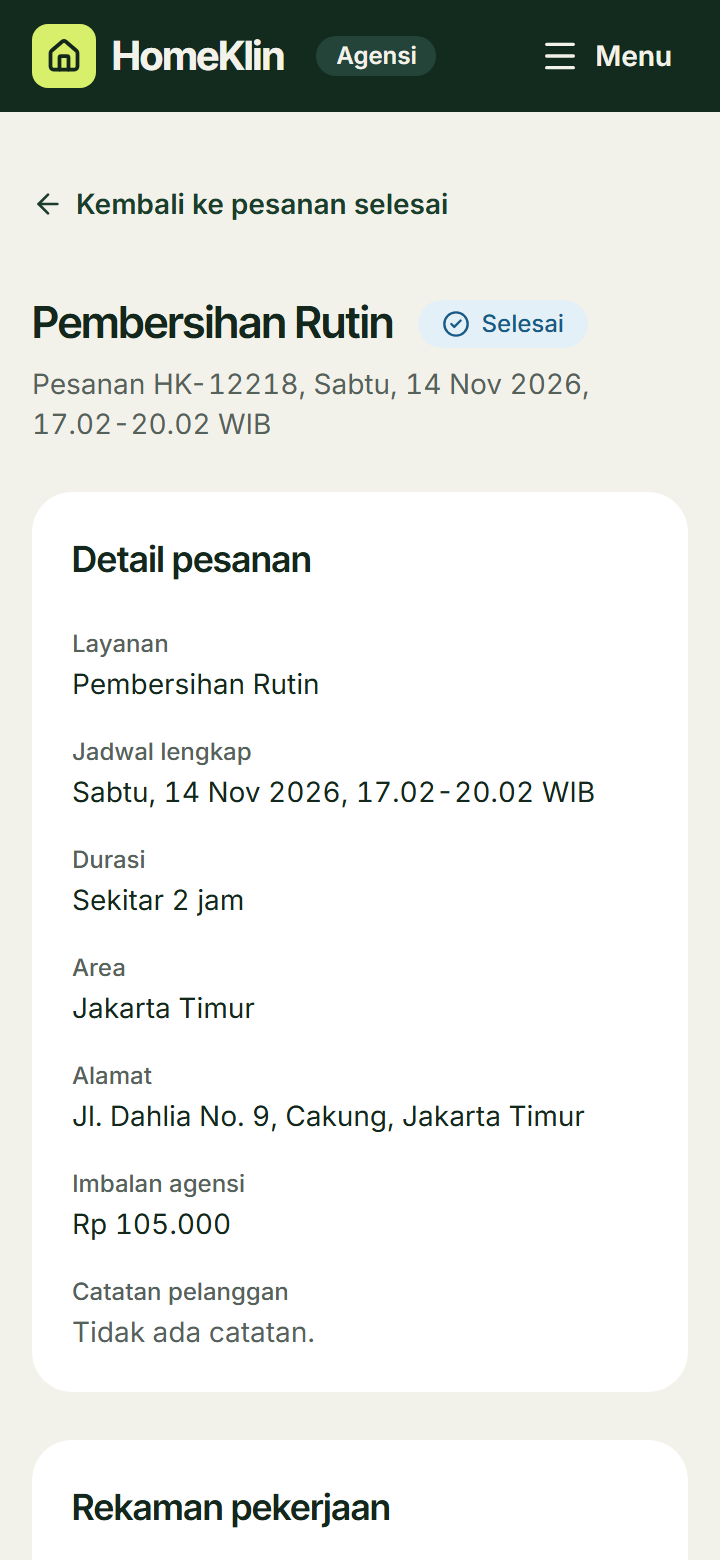 HomeKlin
Agensi
Menu
Kembali ke pesanan selesai
Pembersihan Rutin
Selesai
Pesanan HK-12218, Sabtu, 14 Nov 2026,
17.02-20.02 WIB
Detail pesanan
Layanan
Pembersihan Rutin
Jadwal lengkap
Sabtu, 14 Nov 2026, 17.02-20.02 WIB
Durasi
Sekitar 2 jam
Area
Jakarta Timur
Alamat
Jl. Dahlia No. 9, Cakung, Jakarta Timur
Imbalan agensi
Rp 105.000
Catatan pelanggan
Tidak ada catatan.
Rekaman pekerjaan